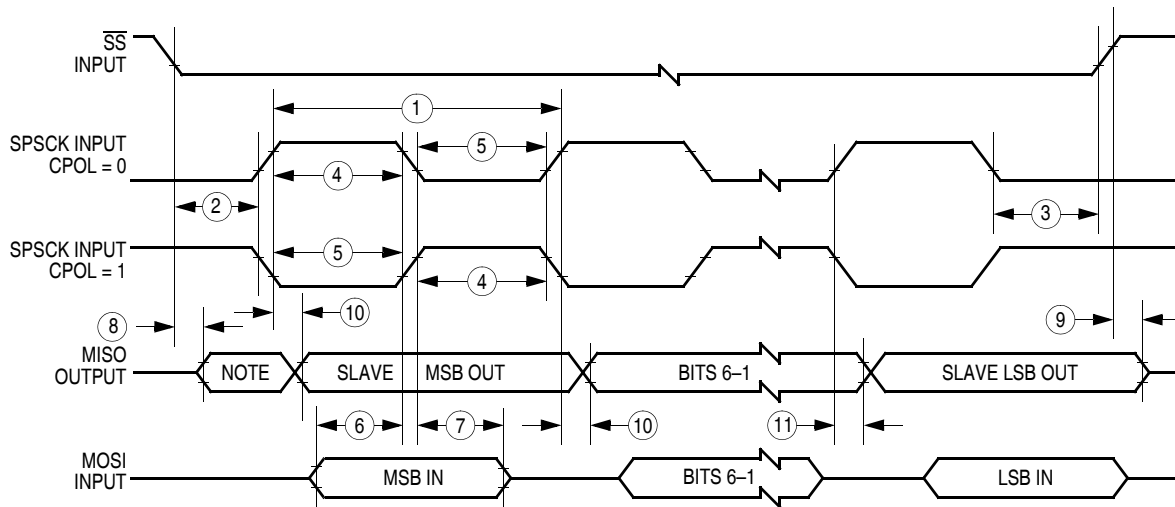 SS
INPUT
1
SPSCK INPUT
CPOL = 0
5
4
2
3
SPSCK INPUT
CPOL = 1
5
4
8
10
9
MISO
OUTPUT
NOTE
SLAVE
MSB OUT
BITS 6–1
SLAVE LSB OUT
6
7
10
11
MOSI
INPUT
MSB IN
BITS 6–1
LSB IN